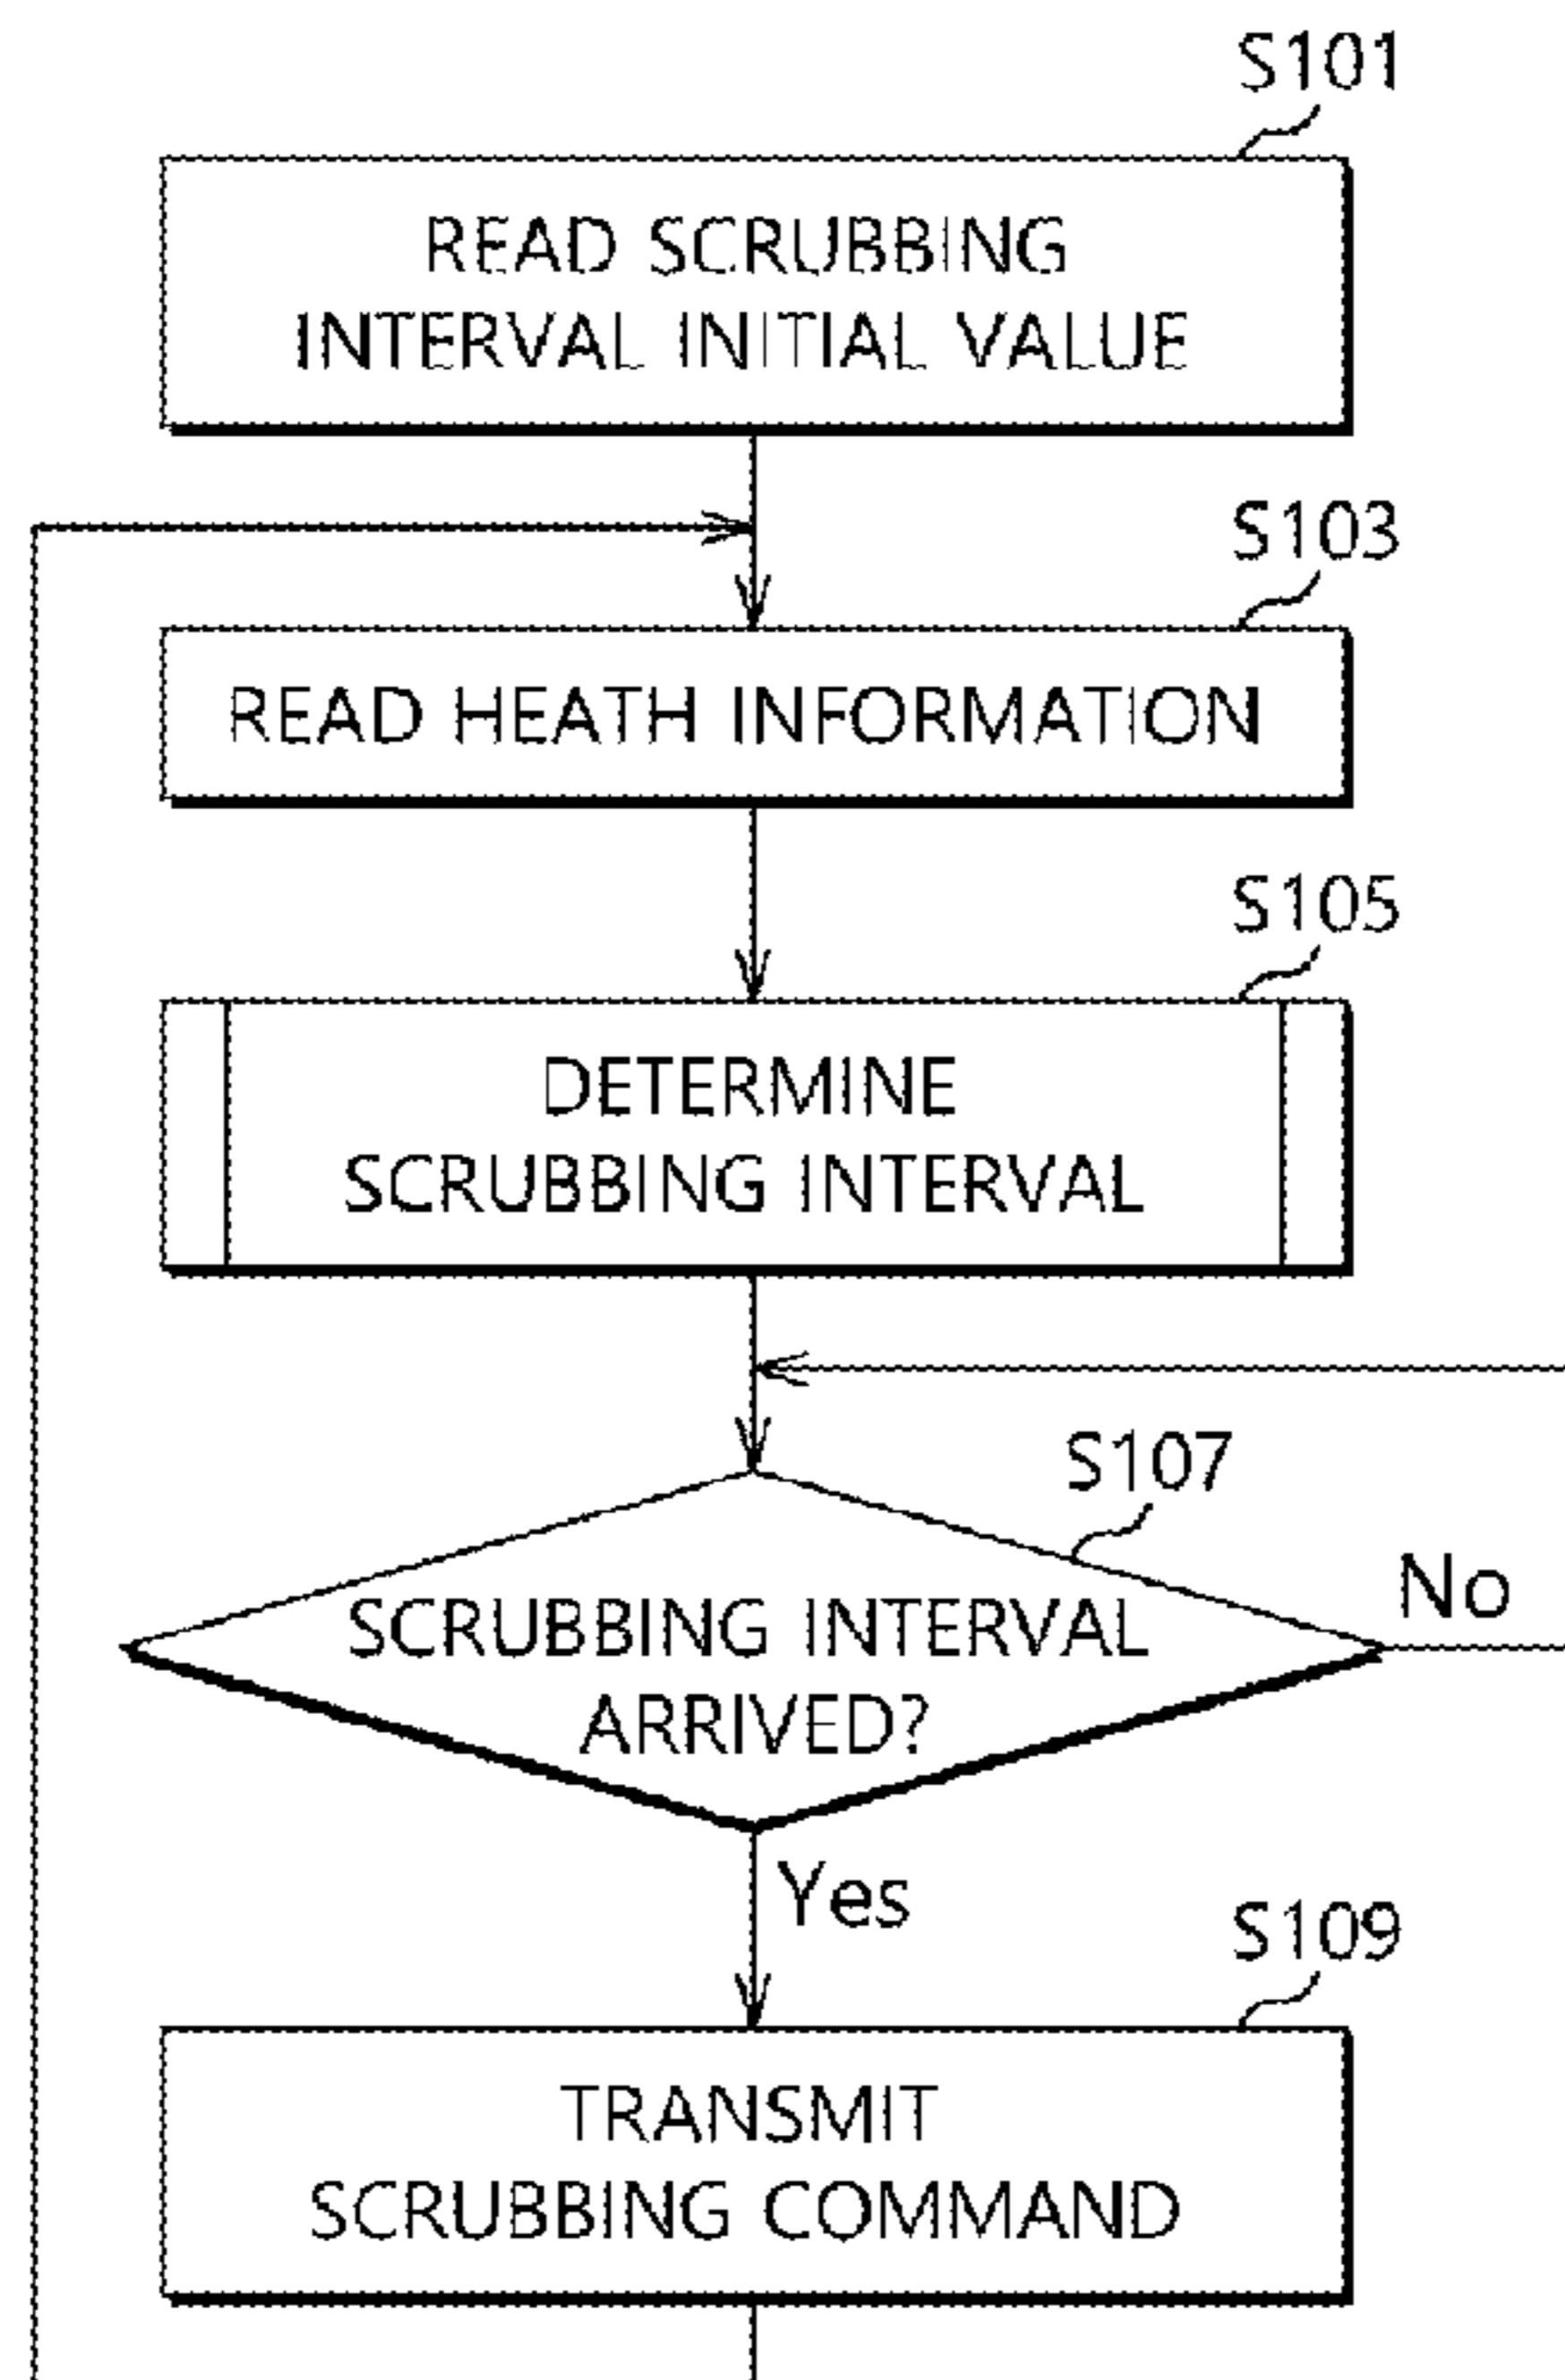 S101
READ SCRUBBING
INTERVAL INITIAL VALUE
S103
READ HEATH INFORMATION
S105
DETERMINE
SCRUBBING INTERVAL
S107
SCRUBBING INTERVAL
ARRIVED?
No
Yes
S109
TRANSMIT
SCRUBBING COMMAND